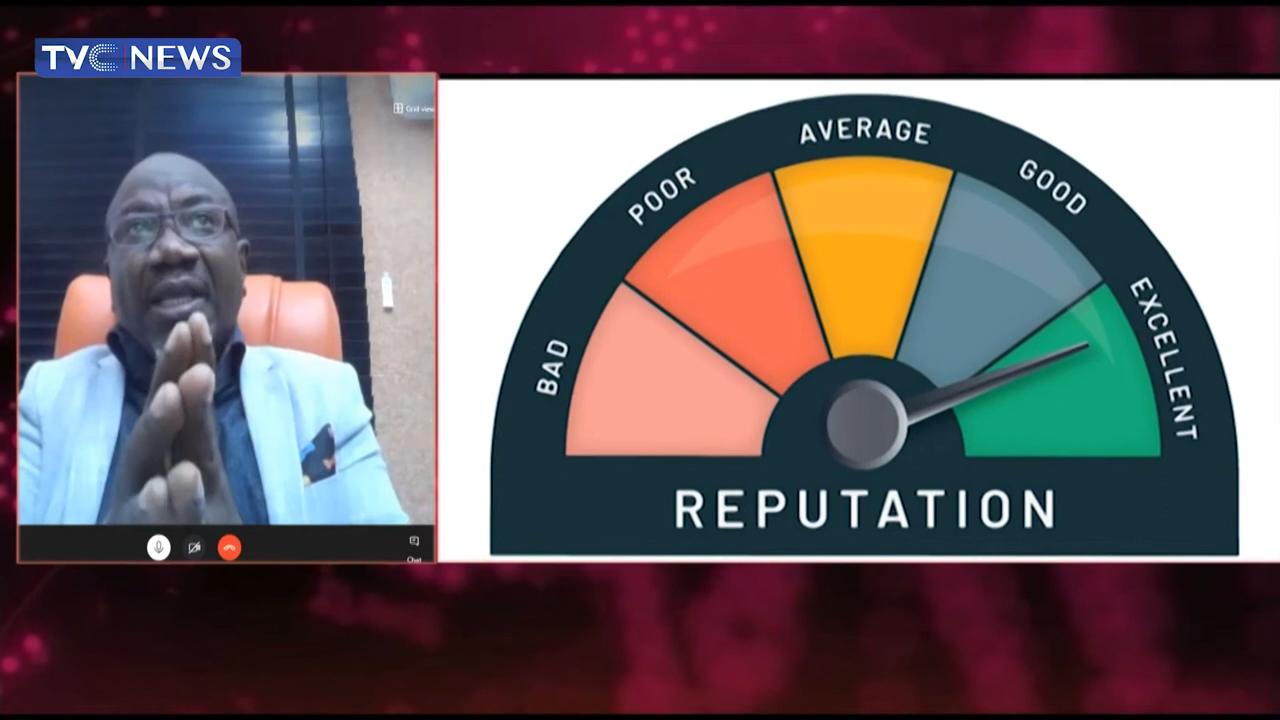 TVC NEWS
Grid view
AVERAGE
POOR
GOOD
BAD
EXCELLENT
REPUTATION
Chat